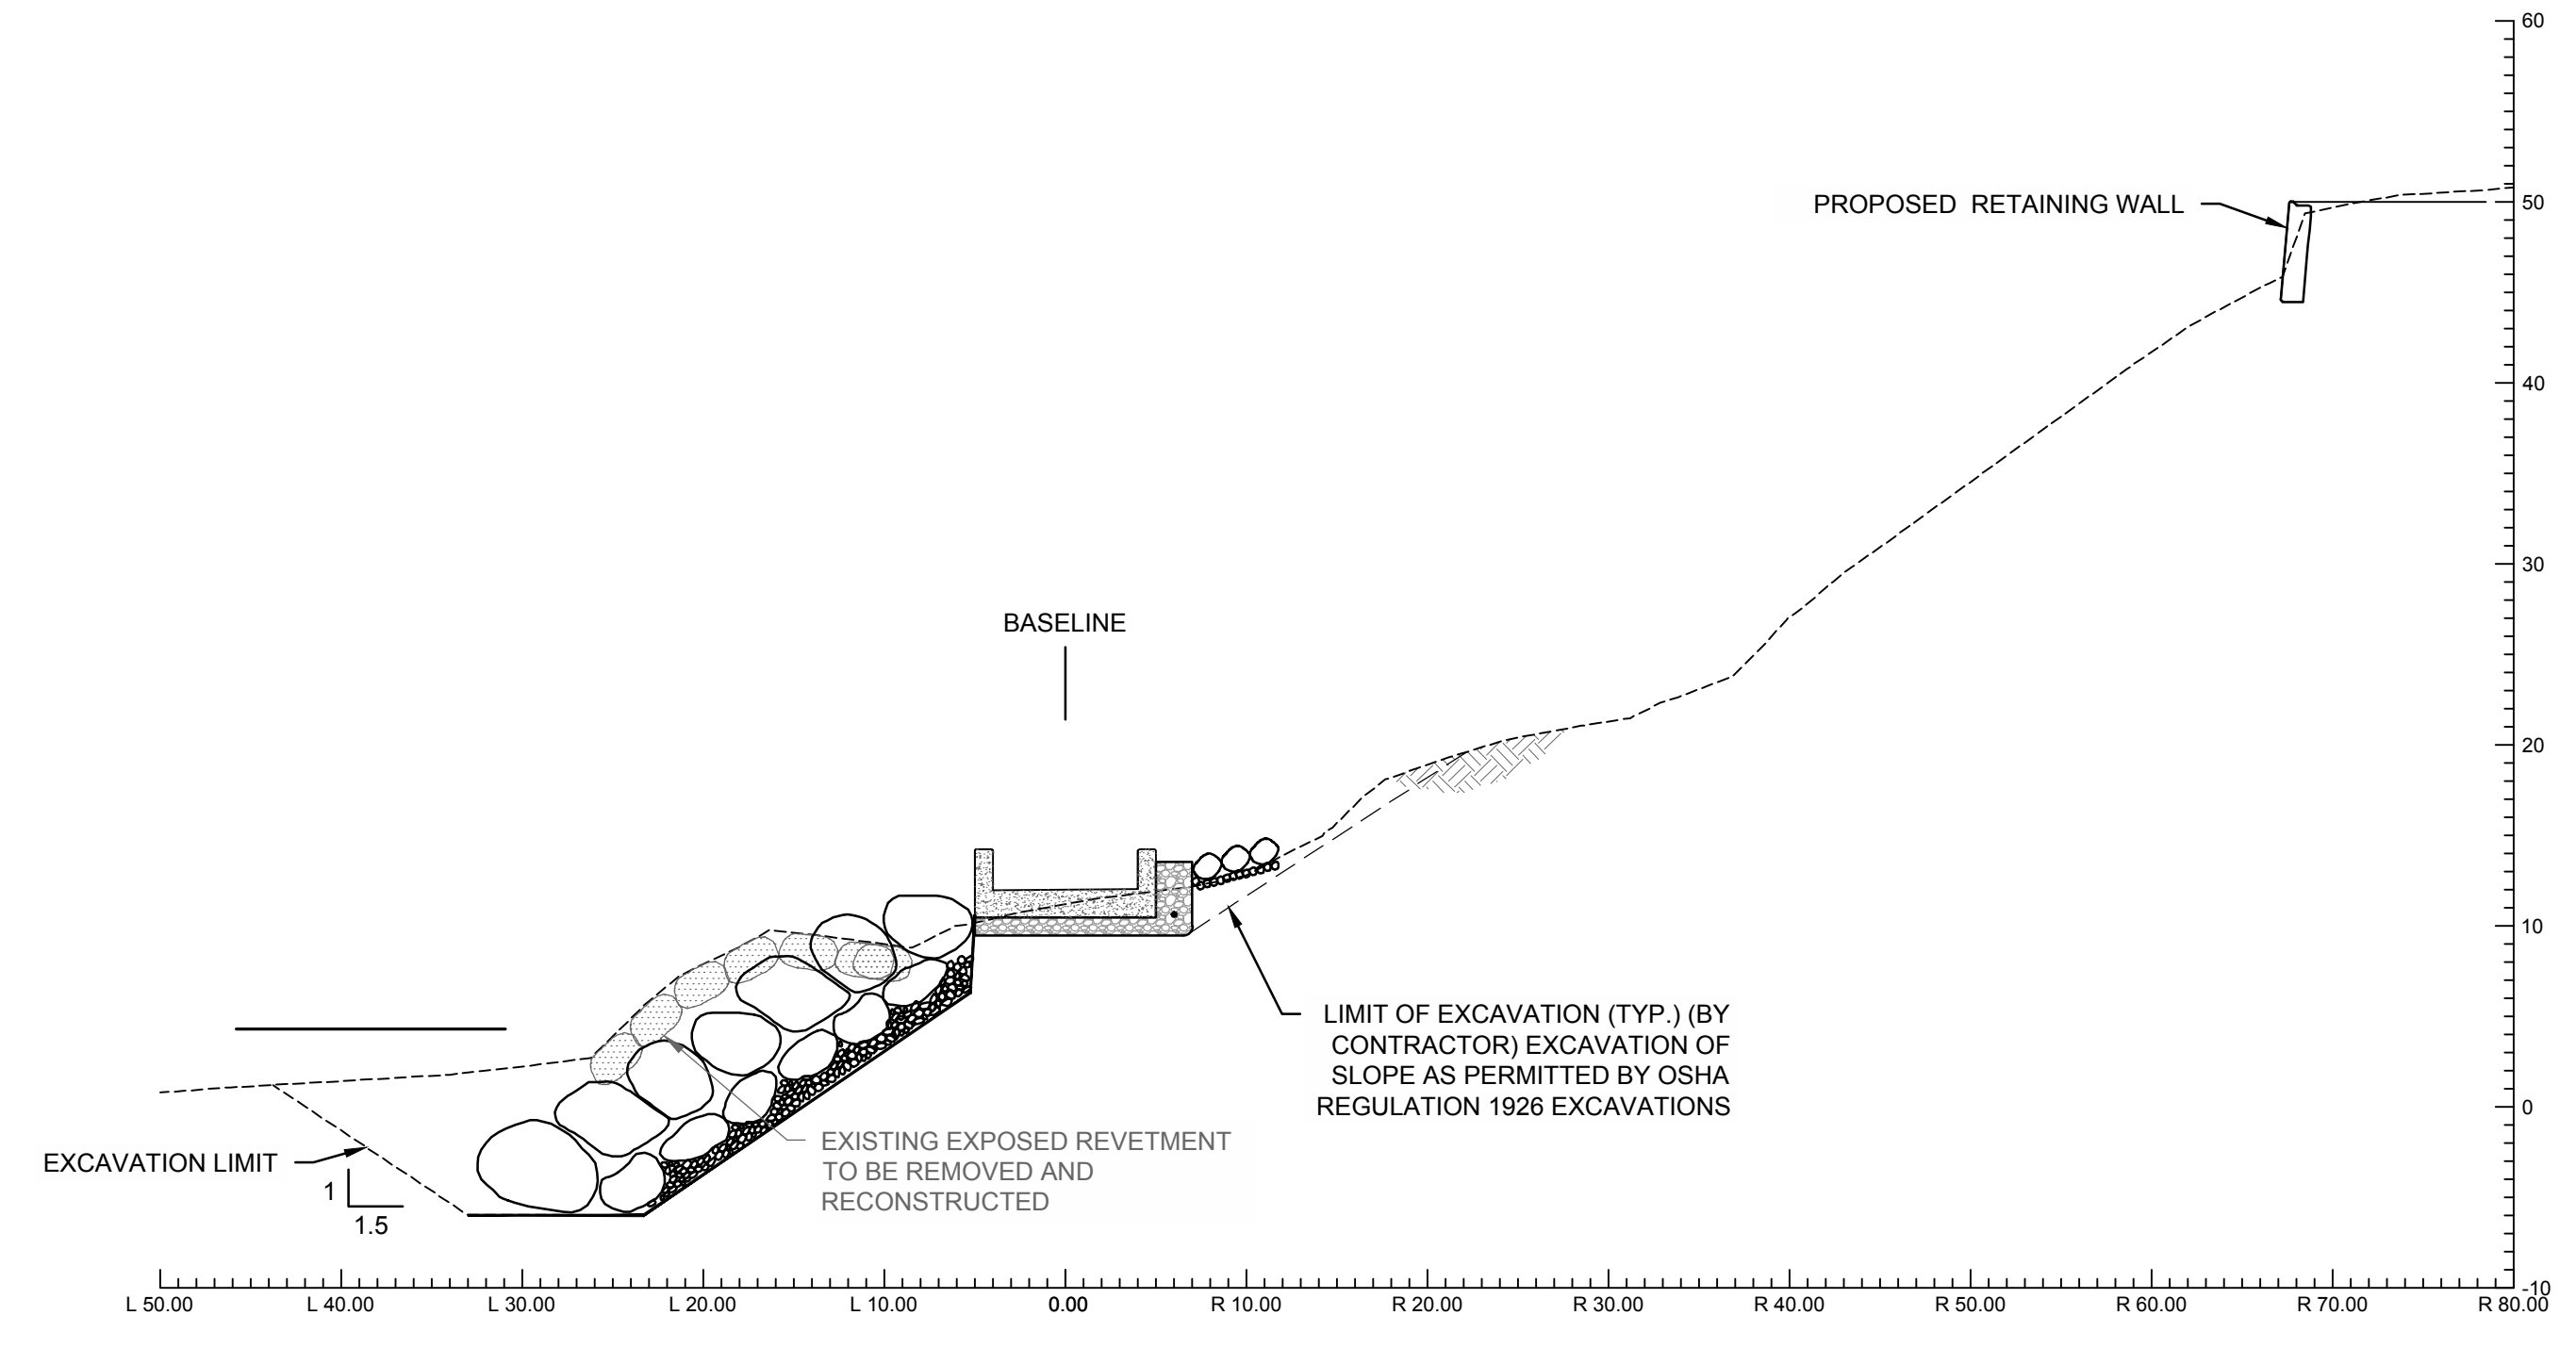 60
PROPOSED RETAINING WALL
50
40
30
BASELINE
20
10
LIMIT OF EXCAVATION (TYP.) (BY
CONTRACTOR) EXCAVATION OF
SLOPE AS PERMITTED BY OSHA
REGULATION 1926 EXCAVATIONS
0
EXISTING EXPOSED REVETMENT
TO BE REMOVED AND
RECONSTRUCTED
EXCAVATION LIMIT
1
1.5
-10
L 50.00 L 40.00 L 30.00 L 20.00 L 10.00 0.00 R 10.00 R 20.00 R 30.00 R 40.00 R 50.00 R 60.00 R 70.00 R 80.00